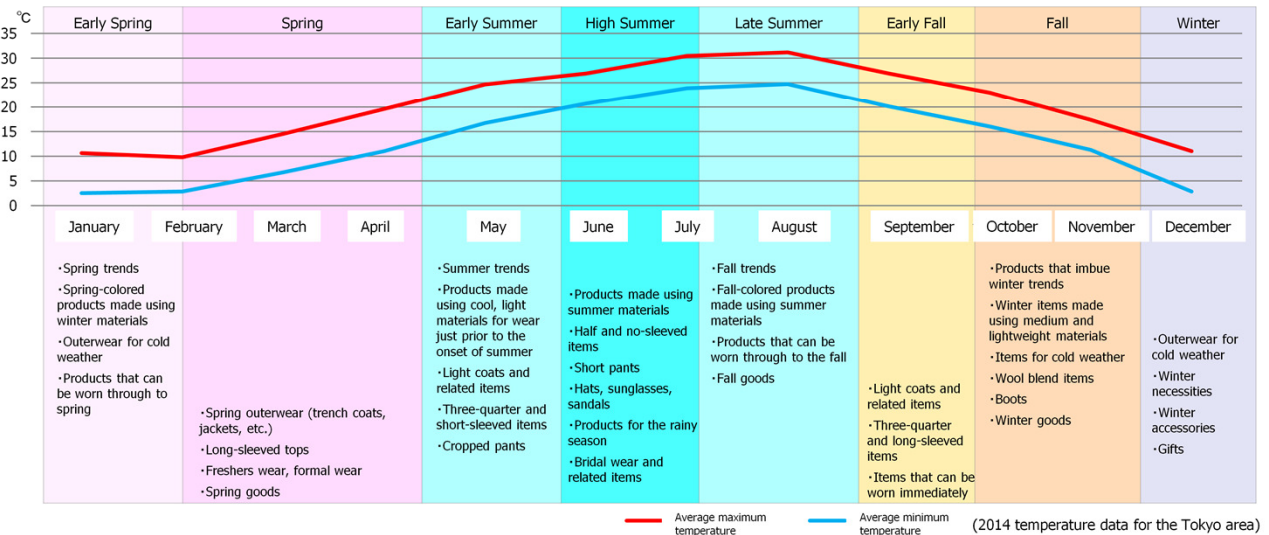 ℃
Early Spring
Spring
Early Summer
High Summer
Late Summer
Early Fall
Fall
Winter
35
30
25
20
15
10
5
0
January
February
March
April
May
June
July
August
September
October
November
December
・Spring trends
・Spring-colored
products made using
winter materials
・Outerwear for cold
weather
・Products that can
be worn through to
spring
・Spring outerwear (trench coats,
jackets, etc.)
・Long-sleeved tops
・Freshers wear, formal wear
・Spring goods
・Summer trends
・Products made
using cool, light
materials for wear
just prior to the
onset of summer
・Light coats and
related items
・Three-quarter and
short-sleeved items
・Cropped pants
・Products made using
summer materials
・Half and no-sleeved
items
・Short pants
・Hats, sunglasses,
sandals
・Products for the rainy
season
・Bridal wear and
related items
・Fall trends
・Fall-colored products
made using summer
materials
・Products that can be
worn through to the fall
・Fall goods
・Light coats and
related items
・Three-quarter
and long-sleeved
items
・Items that can be
worn immediately
・Products that imbue
winter trends
・Winter items made
using medium and
lightweight materials
・Items for cold weather
・Wool blend items
・Boots
・Winter goods
・Outerwear for
cold weather
・Winter
necessities
・Winter
accessories
・Gifts
Average maximum
temperature
Average minimum
temperature
(2014 temperature data for the Tokyo area)